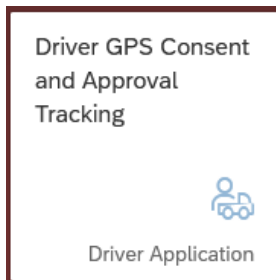 Driver GPS Consent
and Approval
Tracking
Driver Application